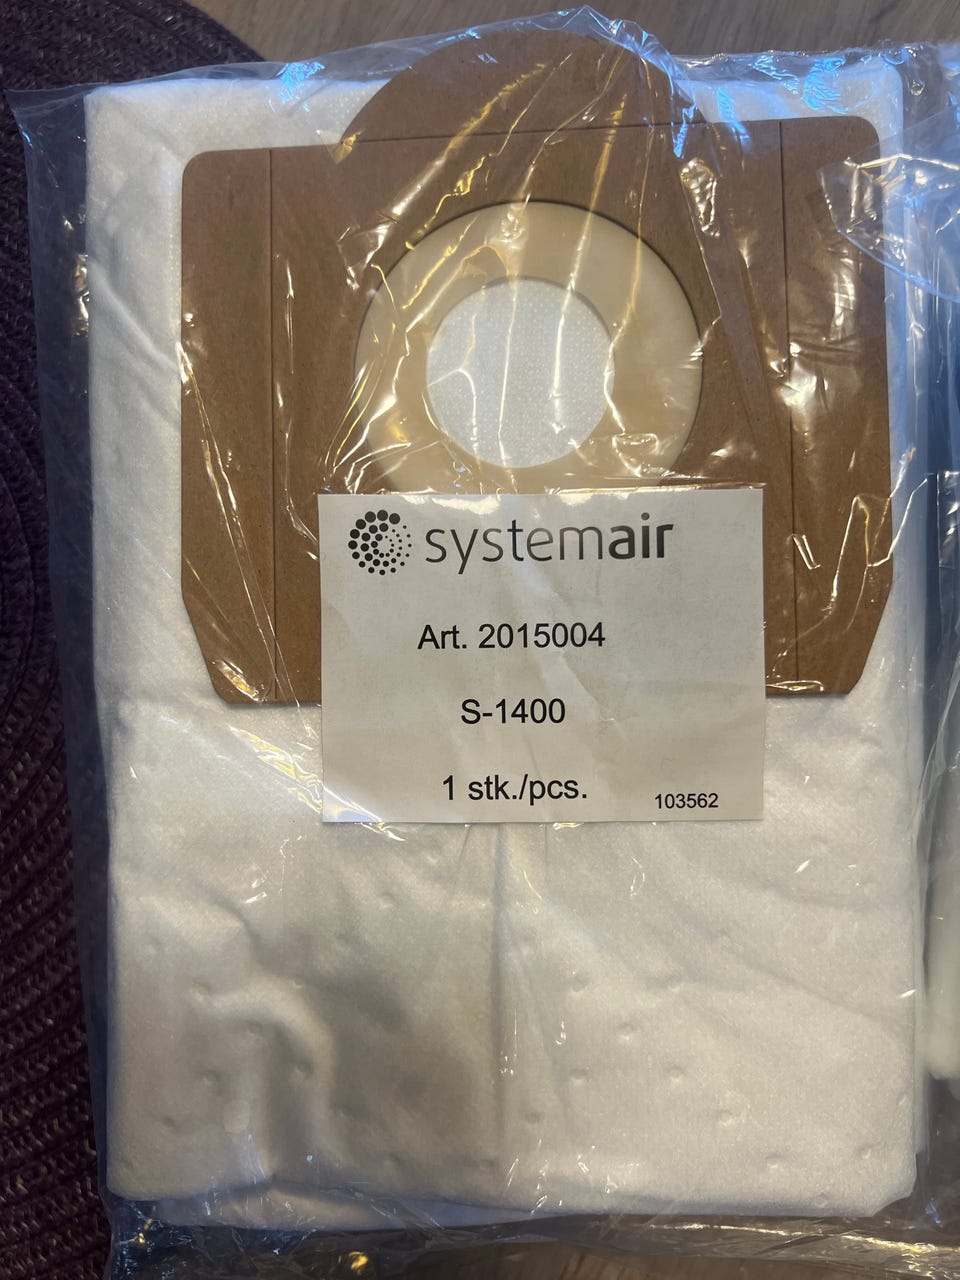 systemair
Art. 2015004
S-1400
1 stk./pcs.
103562